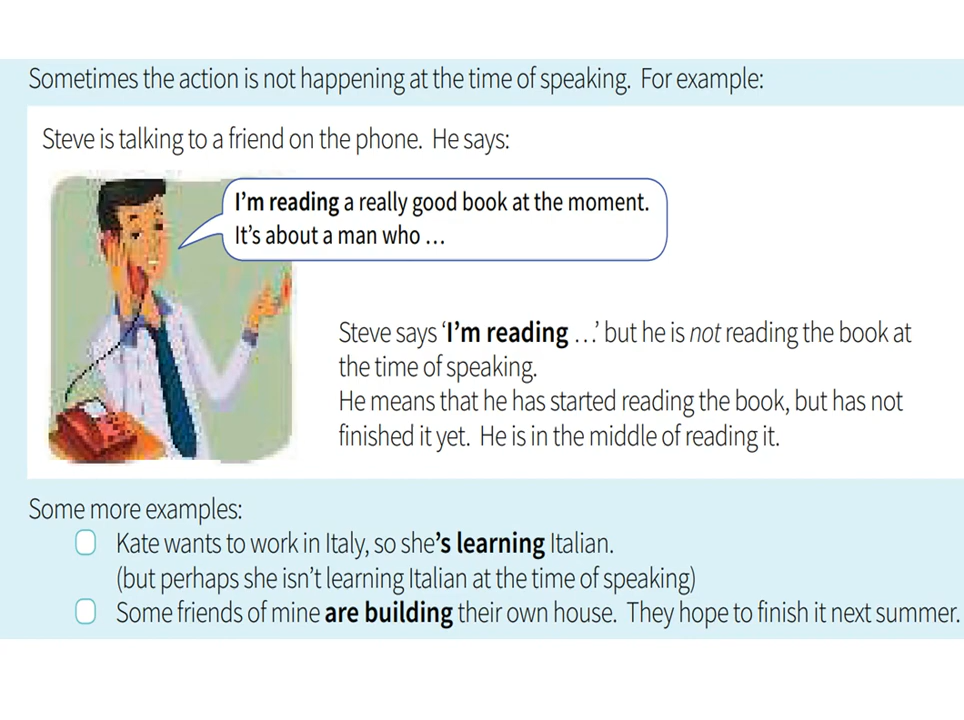 Sometimes the action is not happening at the time of speaking. For example:
Steve is talking to a friend on the phone. He says:
I'm reading a really good book at the moment.
It's about a man who …
Steve says 'I'm reading …' but he is not reading the book at
the time of speaking.
He means that he has started reading the book, but has not
finished it yet. He is in the middle of reading it.
Some more examples:
Kate wants to work in Italy, so she's learning Italian.
(but perhaps she isn't learning Italian at the time of speaking)
Some friends of mine are building their own house. They hope to finish it next summer.